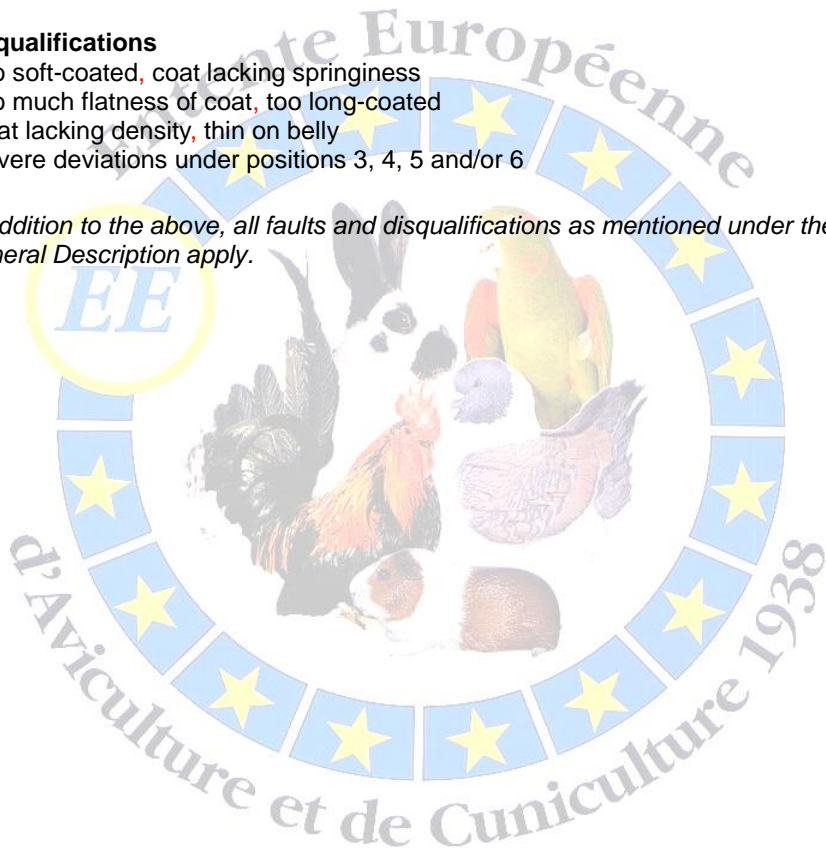 qualifications
o soft-coated, coat lacking springiness
o much flatness of coat, too long-coated
at lacking density, thin on belly
vere deviations under positions 3, 4, 5 and/or 6
ddition to the above, all faults and disqualifications as mentioned under the
neral Description apply.
Entente Européenne
EE
d'Aviculture et de Cuniculture 1938